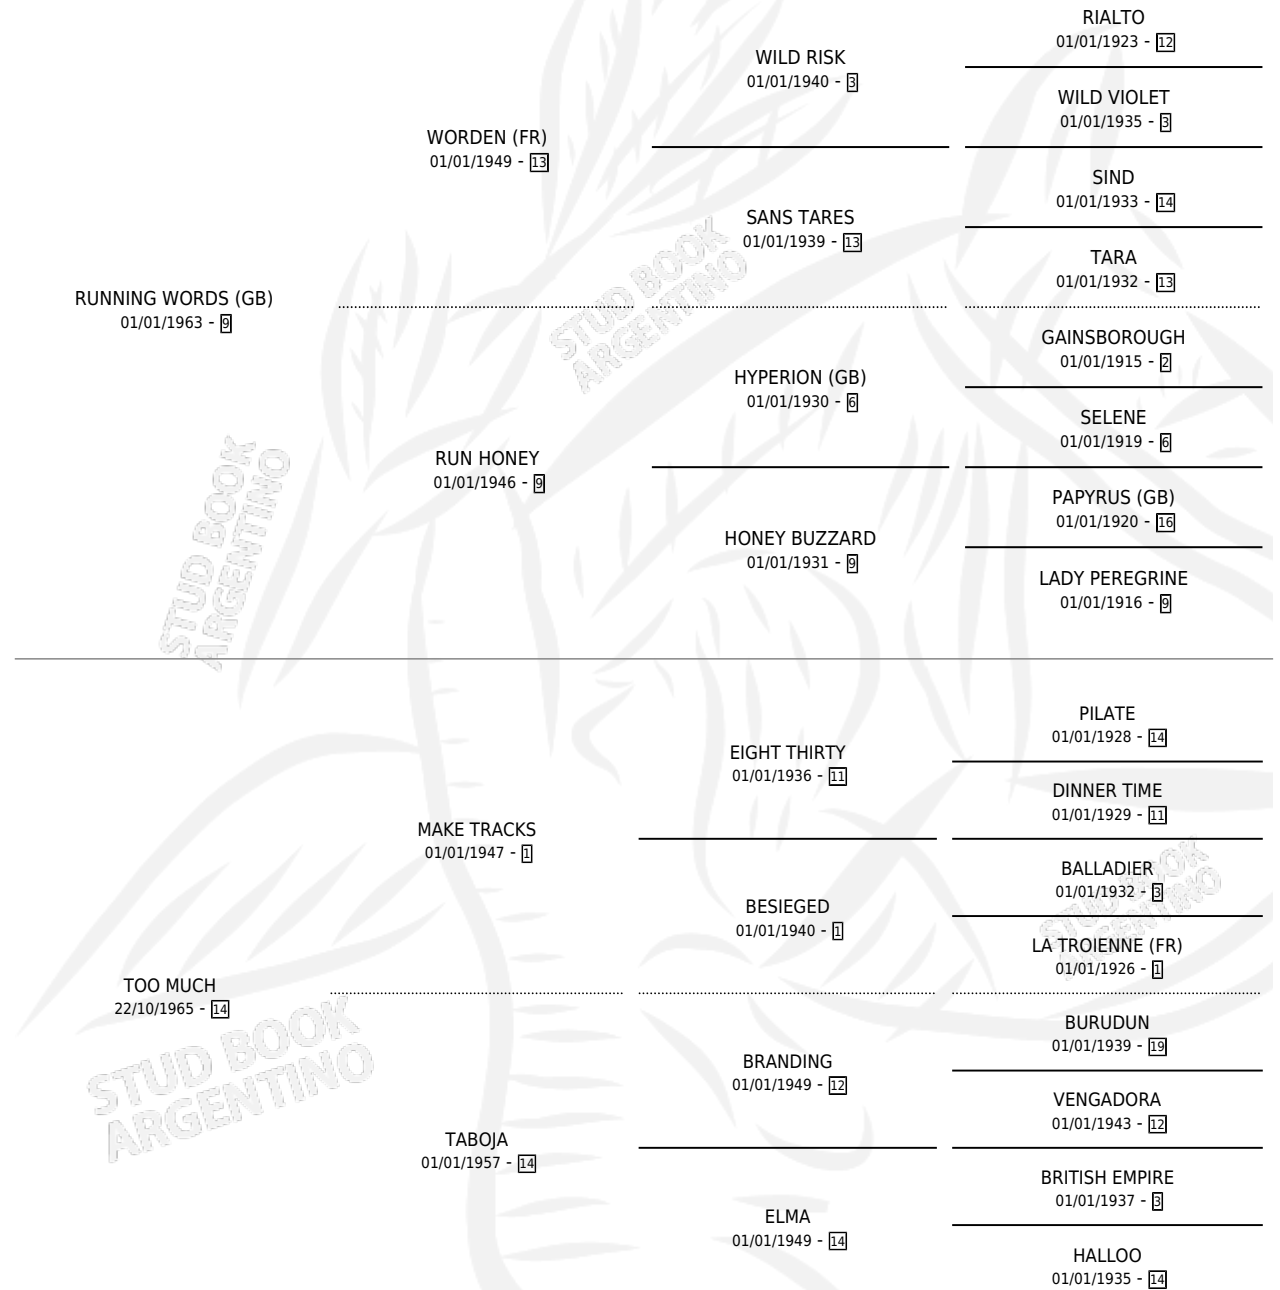 RIALTO
01/01/1923 - 12
WILD RISK
01/01/1940 - 3
WILD VIOLET
01/01/1935 - 3
WORDEN (FR)
01/01/1949 - 13
SIND
01/01/1933 - 14
SANS TARES
01/01/1939 - 13
TARA
01/01/1932 - 13
RUNNING WORDS (GB)
01/01/1963 - 9
GAINSBOROUGH
01/01/1915 - 2
HYPERION (GB)
01/01/1930 - 6
SELENE
01/01/1919 - 6
RUN HONEY
01/01/1946 - 9
PAPYRUS (GB)
01/01/1920 - 16
HONEY BUZZARD
01/01/1931 - 9
LADY PEREGRINE
01/01/1916 - 9
PILATE
01/01/1928 - 14
EIGHT THIRTY
01/01/1936 - 11
DINNER TIME
01/01/1929 - 11
MAKE TRACKS
01/01/1947 - 1
BALLADIER
01/01/1932 - 3
BESIEGED
01/01/1940 - 1
LA TROIENNE (FR)
01/01/1926 - 1
TOO MUCH
22/10/1965 - 14
BURUDUN
01/01/1939 - 19
BRANDING
01/01/1949 - 12
VENGADORA
01/01/1943 - 12
TABOJA
01/01/1957 - 14
BRITISH EMPIRE
01/01/1937 - 3
ELMA
01/01/1949 - 14
HALLOO
01/01/1935 - 14
STUD BOOK
ARGENTINO
STUD BOOK
ARGENTINO
STUD BOOK
ARGENTINO
STUD BOOK
ARGENTINO